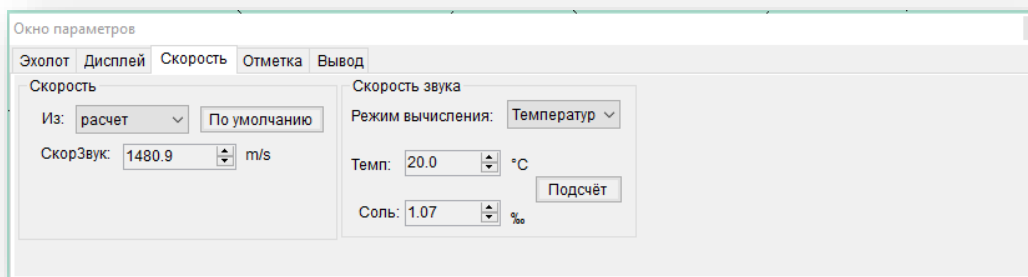 Окно параметров
Эхолот Дисплей Скорость Отметка Вывод
Скорость
Из: расчет По умолчанию
СкорЗвук: 1480.9 m/s
Скорость звука
Режим вычисления: Температур
Темп: 20.0 °C
Подсчёт
Соль: 1.07 ‰